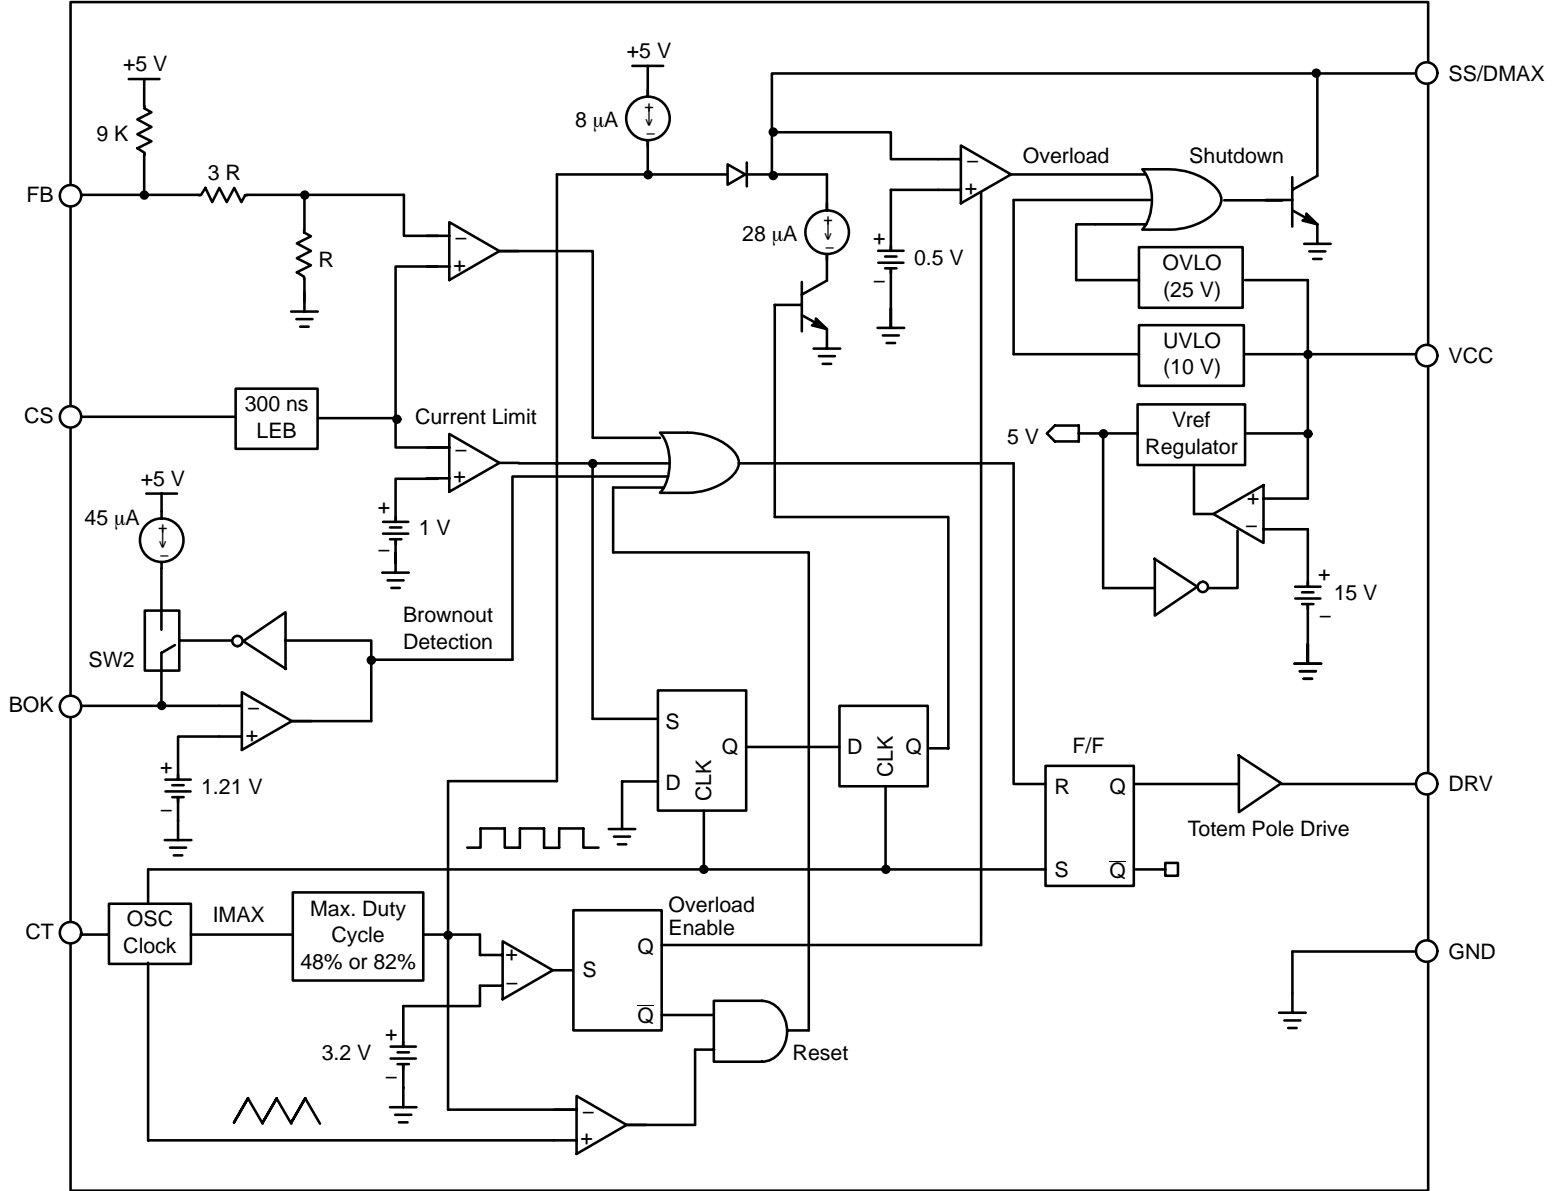 +5 V
+5 V
SS/DMAX
9 K
8 μA
+
−
3 R
FB
R
−
+
−
+
Overload
Shutdown
28 μA
+
−
+
−
0.5 V
OVLO
(25 V)
UVLO
(10 V)
VCC
CS
300 ns
LEB
Current Limit
−
+
5 V
Vref
Regulator
+5 V
45 μA
+
−
+
−
1 V
+
−
+
−
15 V
Brownout
Detection
SW2
BOK
−
+
+
−
1.21 V
S
D
Q
CLK
D
CLK
Q
F/F
R
Q
S
Q
DRV
Totem Pole Drive
CT
OSC
Clock
IMAX
Max. Duty
Cycle
48% or 82%
+
−
+
−
3.2 V
S
Q
Q
Overload
Enable
Reset
−
+
GND